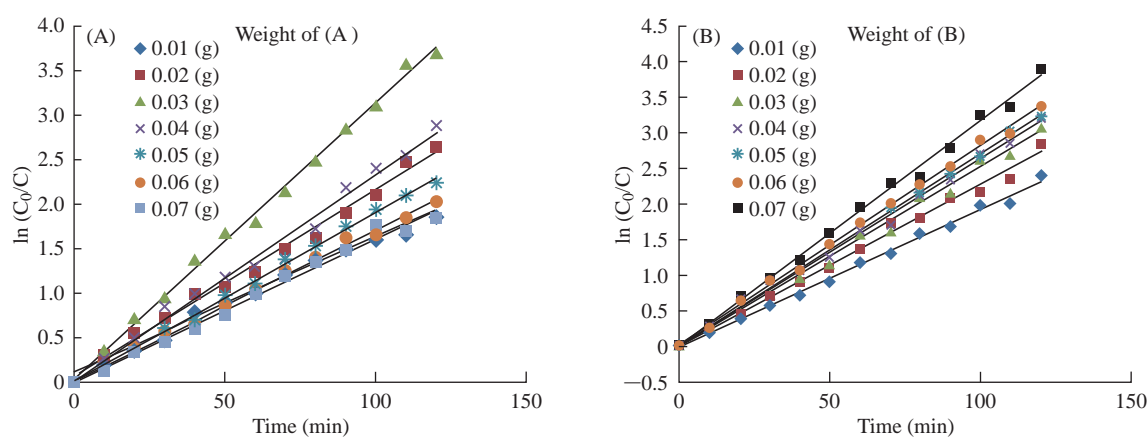 (A) Weight of (A )
0.01 (g)
0.02 (g)
0.03 (g)
0.04 (g)
0.05 (g)
0.06 (g)
0.07 (g)
4.0
3.5
3.0
2.5
2.0
1.5
1.0
0.5
0
ln (C₀/C)
0 50 100 150
Time (min)
(B) Weight of (B)
0.01 (g)
0.02 (g)
0.03 (g)
0.04 (g)
0.05 (g)
0.06 (g)
0.07 (g)
4.5
4.0
3.5
3.0
2.5
2.0
1.5
1.0
0.5
0
−0.5
ln (C₀/C)
0 50 100 150
Time (min)